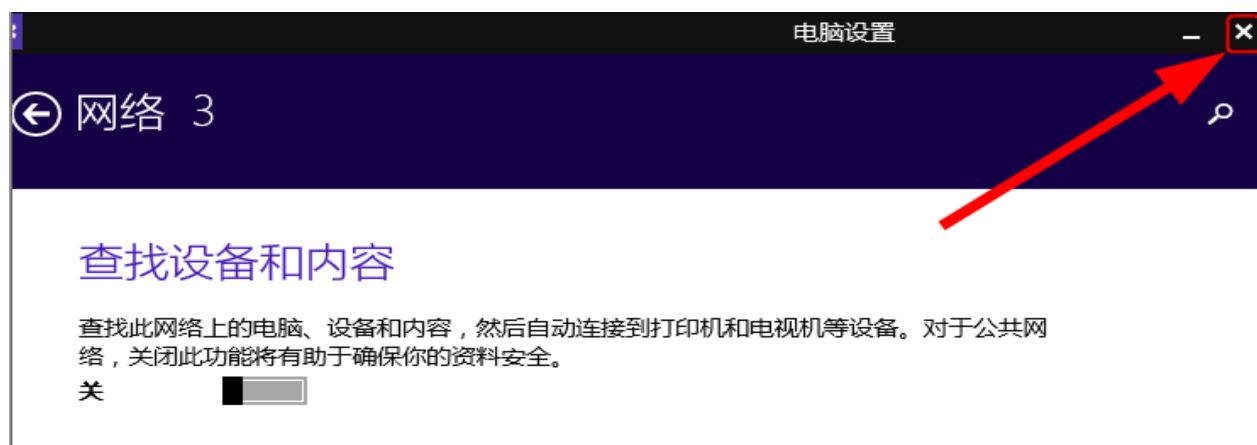 电脑设置
网络 3
查找设备和内容
查找此网络上的电脑、设备和内容，然后自动连接到打印机和电视机等设备。对于公共网
络，关闭此功能将有助于确保你的资料安全。
关